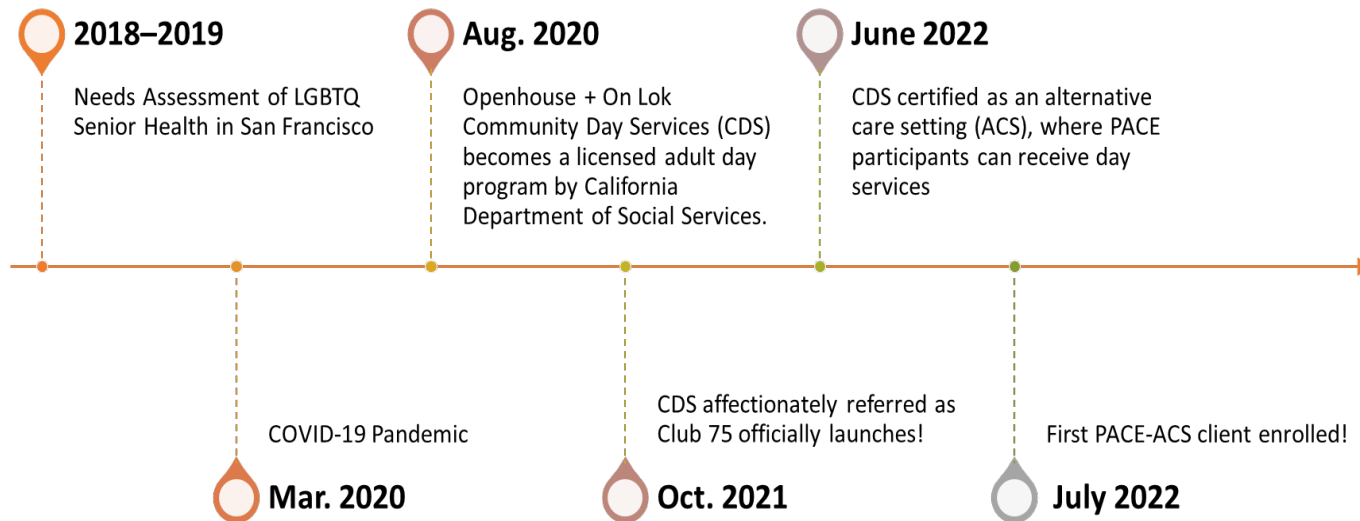 2018–2019
Needs Assessment of LGBTQ
Senior Health in San Francisco
Aug. 2020
Openhouse + On Lok
Community Day Services (CDS)
becomes a licensed adult day
program by California
Department of Social Services.
June 2022
CDS certified as an alternative
care setting (ACS), where PACE
participants can receive day
services
COVID-19 Pandemic
Mar. 2020
CDS affectionately referred as
Club 75 officially launches!
Oct. 2021
First PACE-ACS client enrolled!
July 2022